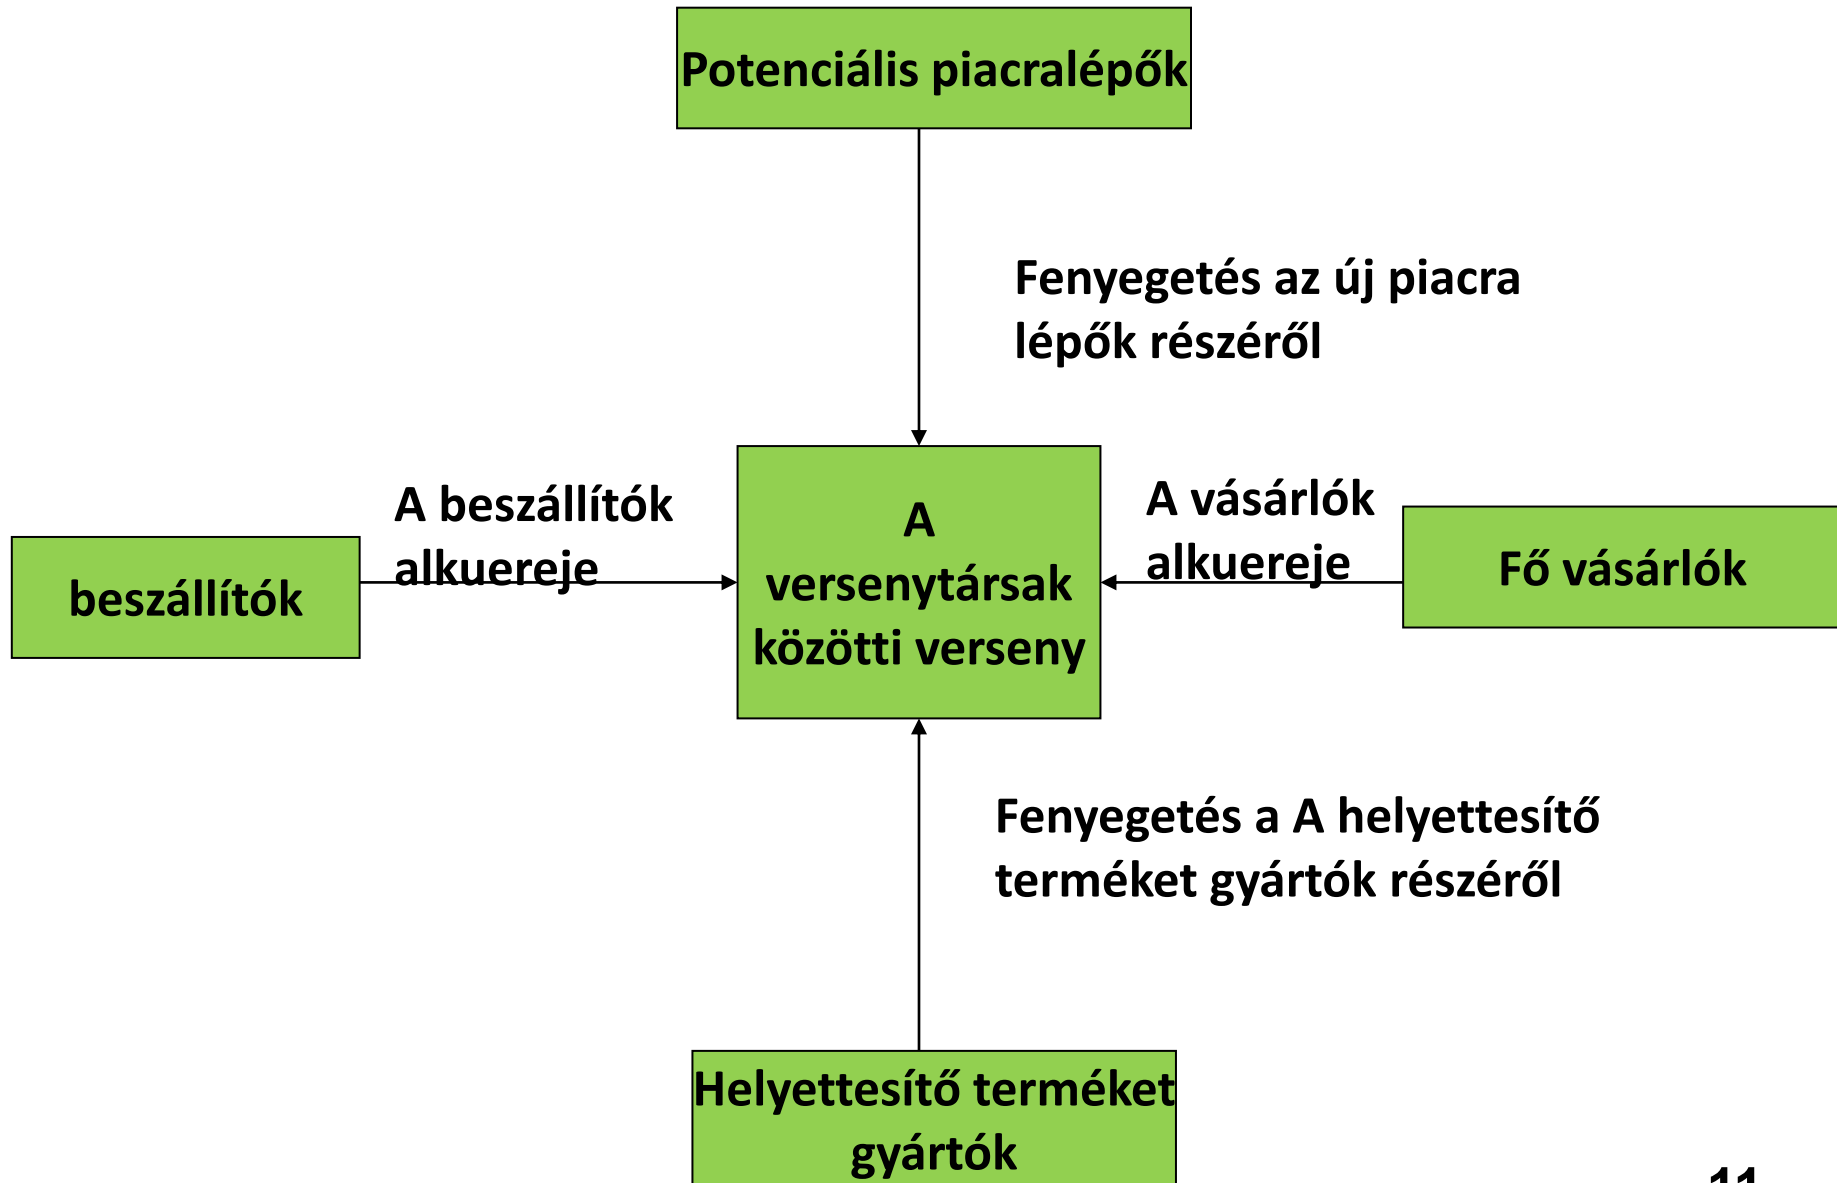 Potenciális piacralépők
Fenyegetés az új piacra
lépők részéről
A beszállítók
alkuereje
beszállítók
A
versenytársak
közötti verseny
A vásárlók
alkuereje
Fő vásárlók
Fenyegetés a A helyettesítő
terméket gyártók részéről
Helyettesítő terméket
gyártók
11